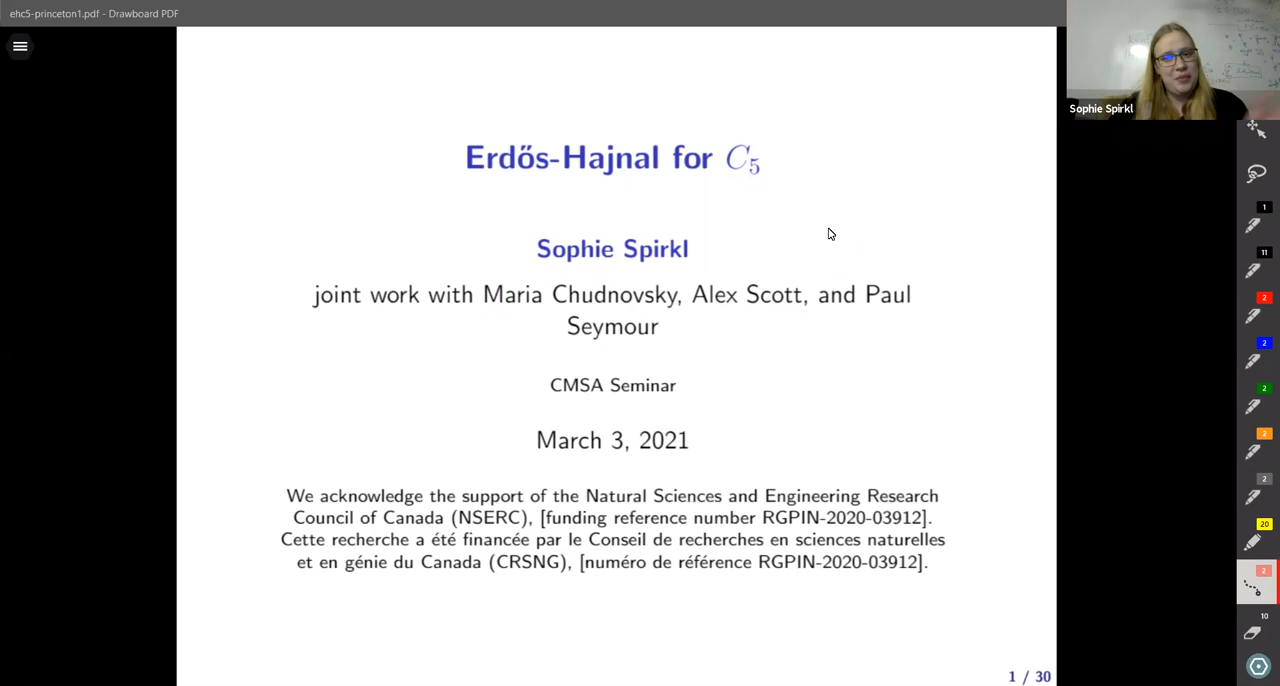 ehc5-princeton1.pdf - Drawboard PDF
Sophie Spirkl
Erdős-Hajnal for C5
Sophie Spirkl
joint work with Maria Chudnovsky, Alex Scott, and Paul
Seymour
CMSA Seminar
March 3, 2021
We acknowledge the support of the Natural Sciences and Engineering Research
Council of Canada (NSERC), [funding reference number RGPIN-2020-03912].
Cette recherche a été financée par le Conseil de recherches en sciences naturelles
et en génie du Canada (CRSNG), [numéro de référence RGPIN-2020-03912].
1 / 30
1
11
2
2
2
2
2
20
2
10